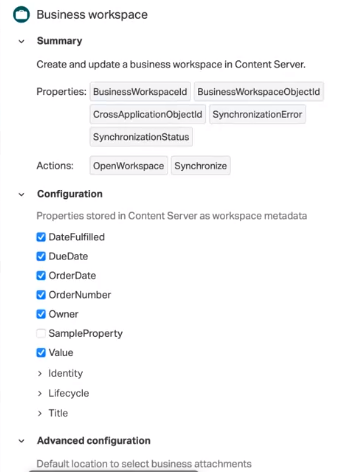 Business workspace
Summary
Create and update a business workspace in Content Server.
Properties: BusinessWorkspaceId BusinessWorkspaceObjectId
CrossApplicationObjectId SynchronizationError
SynchronizationStatus
Actions: OpenWorkspace Synchronize
Configuration
Properties stored in Content Server as workspace metadata
DateFulfilled
DueDate
OrderDate
OrderNumber
Owner
SampleProperty
Value
Identity
Lifecycle
Title
Advanced configuration
Default location to select business attachments